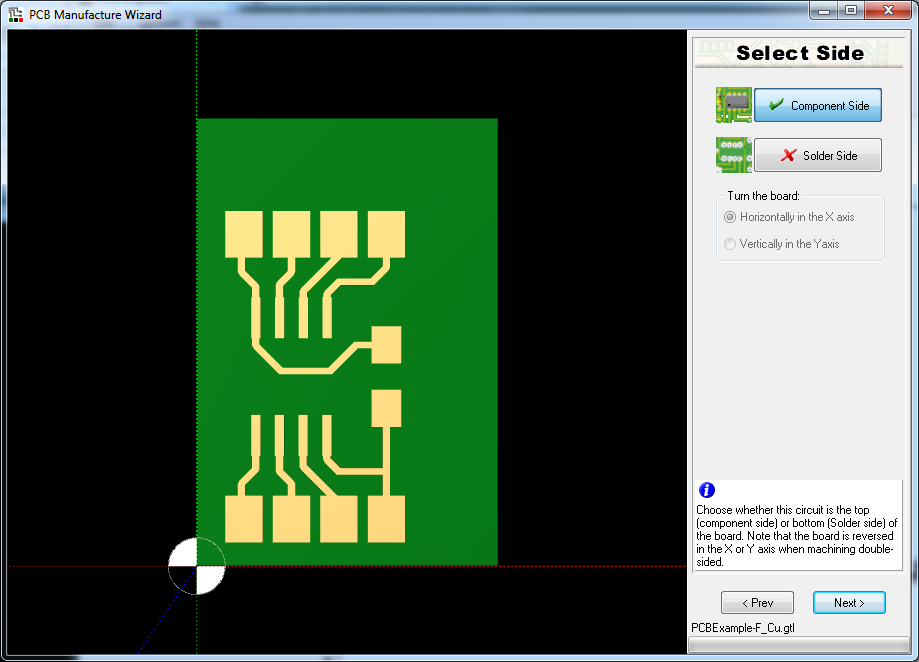 PCB Manufacture Wizard
Select Side
Component Side
Solder Side
Turn the board:
Horizontally in the X axis
Vertically in the Yaxis
Choose whether this circuit is the top
(component side) or bottom (Solder side) of
the board. Note that the board is reversed
in the X or Y axis when machining double-
sided.
< Prev
Next >
PCBExample-F_Cu.gtl